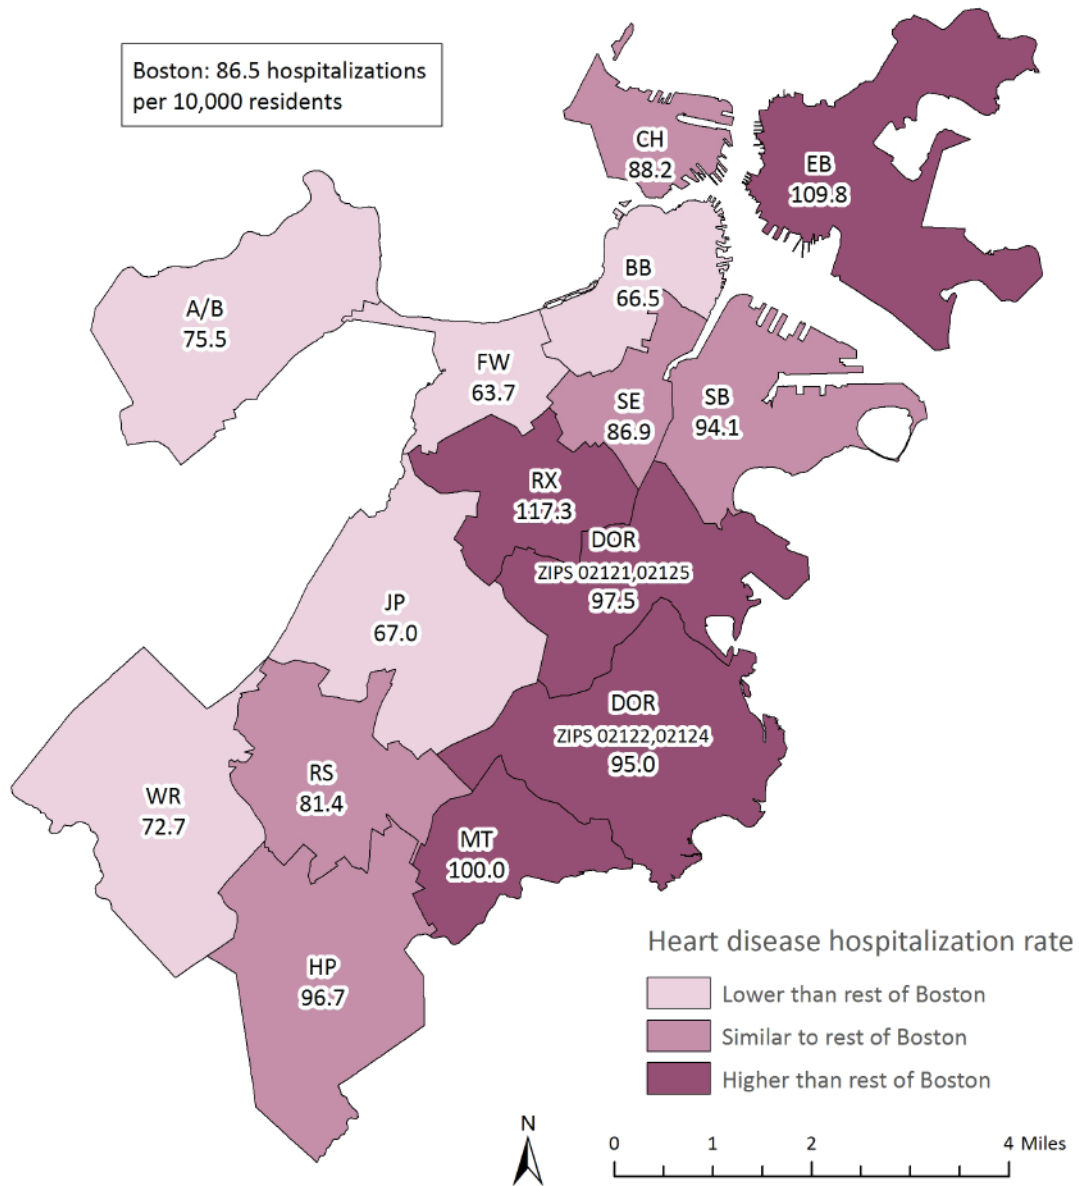 Boston: 86.5 hospitalizations
per 10,000 residents
CH
88.2
EB
109.8
BB
66.5
A/B
75.5
FW
63.7
SE
86.9
SB
94.1
RX
117.3
DOR
ZIPS 02121,02125
97.5
JP
67.0
DOR
ZIPS 02122,02124
95.0
RS
81.4
WR
72.7
MT
100.0
HP
96.7
Heart disease hospitalization rate
Lower than rest of Boston
Similar to rest of Boston
Higher than rest of Boston
N
0 1 2 4 Miles